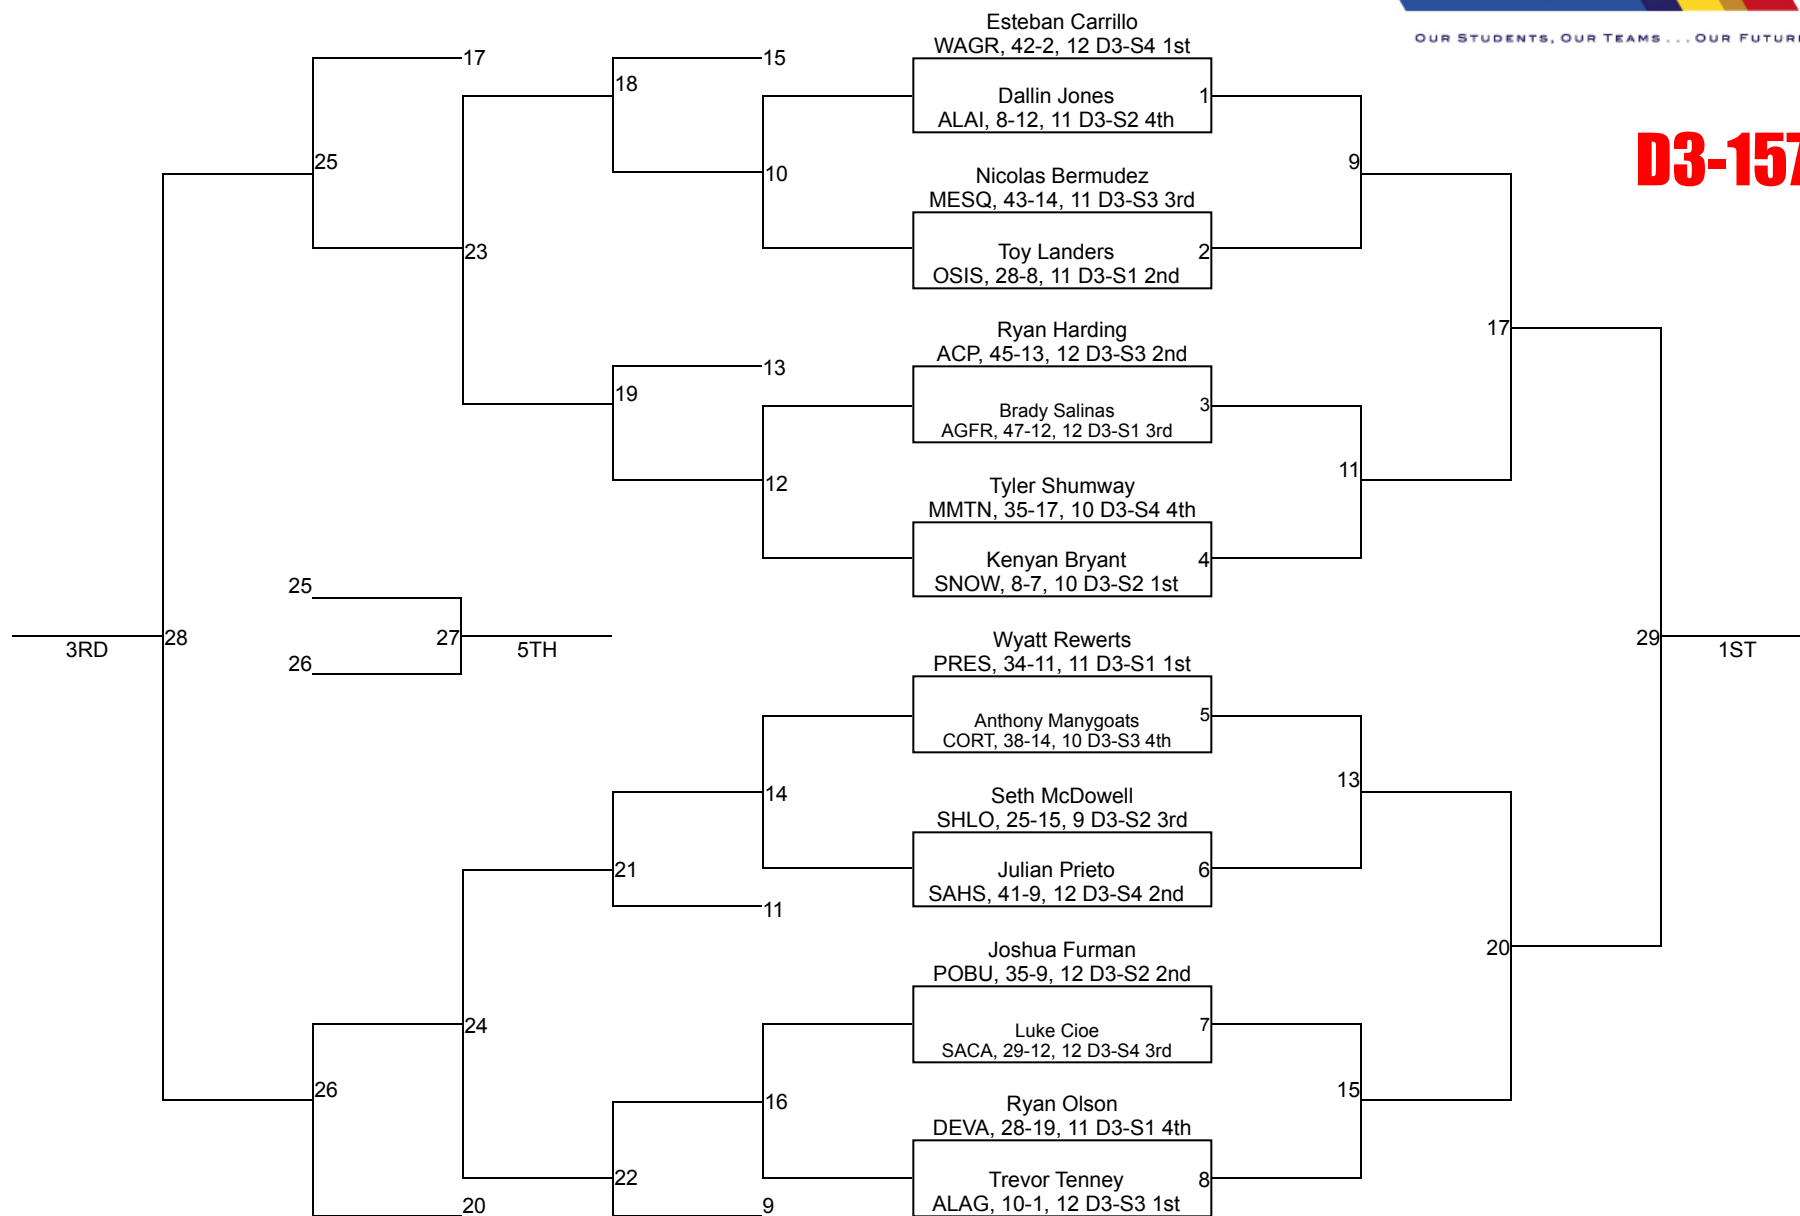 OUR STUDENTS, OUR TEAMS . . . OUR FUTURE
D3-157
Esteban Carrillo
WAGR, 42-2, 12 D3-S4 1st
Dallin Jones
ALAI, 8-12, 11 D3-S2 4th
1
Nicolas Bermudez
MESQ, 43-14, 11 D3-S3 3rd
Toy Landers
OSIS, 28-8, 11 D3-S1 2nd
2
Ryan Harding
ACP, 45-13, 12 D3-S3 2nd
Brady Salinas
AGFR, 47-12, 12 D3-S1 3rd
3
Tyler Shumway
MMTN, 35-17, 10 D3-S4 4th
Kenyan Bryant
SNOW, 8-7, 10 D3-S2 1st
4
Wyatt Rewerts
PRES, 34-11, 11 D3-S1 1st
Anthony Manygoats
CORT, 38-14, 10 D3-S3 4th
5
Seth McDowell
SHLO, 25-15, 9 D3-S2 3rd
Julian Prieto
SAHS, 41-9, 12 D3-S4 2nd
6
Joshua Furman
POBU, 35-9, 12 D3-S2 2nd
Luke Cioe
SACA, 29-12, 12 D3-S4 3rd
7
Ryan Olson
DEVA, 28-19, 11 D3-S1 4th
Trevor Tenney
ALAG, 10-1, 12 D3-S3 1st
8
9
11
13
15
17
20
29
1ST
15
10
13
12
14
11
16
9
18
19
21
22
17
23
24
20
25
26
28
3RD
25
26
27
5TH